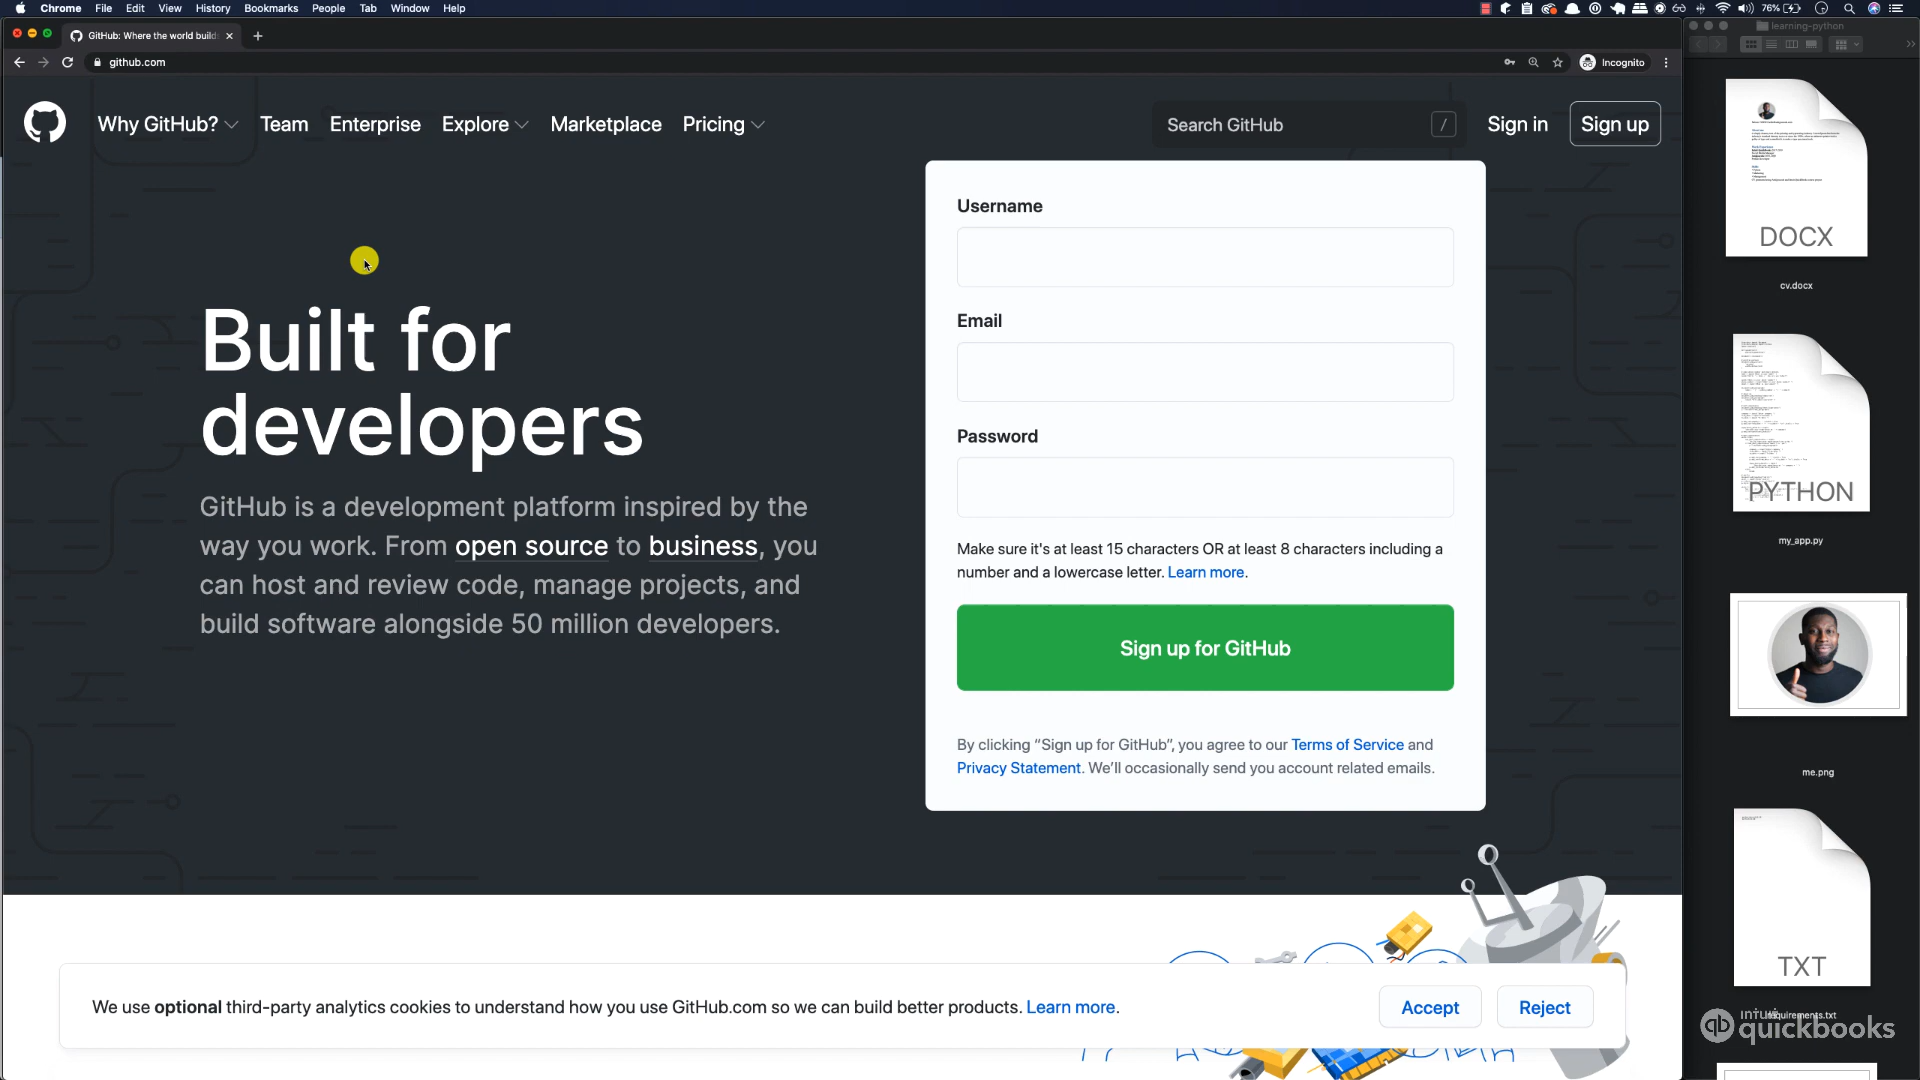 Chrome File Edit View History Bookmarks People Tab Window Help
76%
GitHub: Where the world build
github.com
Incognito
learning-python
Why GitHub? Team Enterprise Explore Marketplace Pricing
Search GitHub /
Sign in
Sign up
Built for
developers
GitHub is a development platform inspired by the
way you work. From open source to business, you
can host and review code, manage projects, and
build software alongside 50 million developers.
Username
Email
Password
Make sure it's at least 15 characters OR at least 8 characters including a
number and a lowercase letter. Learn more.
Sign up for GitHub
By clicking “Sign up for GitHub”, you agree to our Terms of Service and
Privacy Statement. We’ll occasionally send you account related emails.
We use optional third-party analytics cookies to understand how you use GitHub.com so we can build better products. Learn more.
Accept
Reject
DOCX
cv.docx
PYTHON
my_app.py
me.png
TXT
intuit
quickbooks